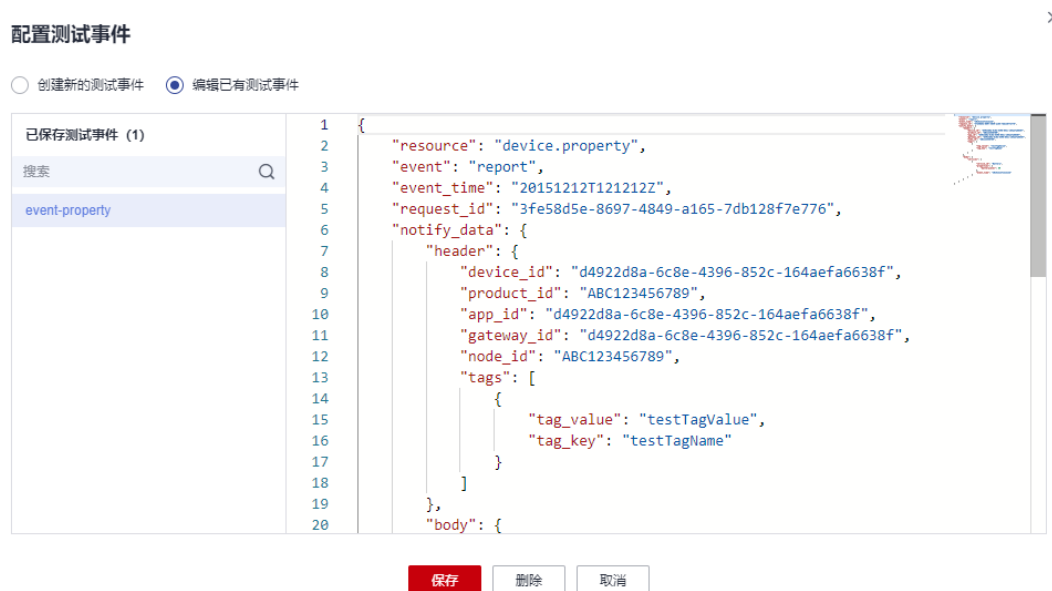 配置测试事件
创建新的测试事件 编辑已有测试事件
已保存测试事件 (1)
搜索
event-property
1 {
2 "resource": "device.property",
3 "event": "report",
4 "event_time": "20151212T121212Z",
5 "request_id": "3fe58d5e-8697-4849-a165-7db128f7e776",
6 "notify_data": {
7 "header": {
8 "device_id": "d4922d8a-6c8e-4396-852c-164aefa6638f",
9 "product_id": "ABC123456789",
10 "app_id": "d4922d8a-6c8e-4396-852c-164aefa6638f",
11 "gateway_id": "d4922d8a-6c8e-4396-852c-164aefa6638f",
12 "node_id": "ABC123456789",
13 "tags": [
14 {
15 "tag_value": "testTagValue",
16 "tag_key": "testTagName"
17 }
18 ]
19 },
20 "body": {
保存 删除 取消